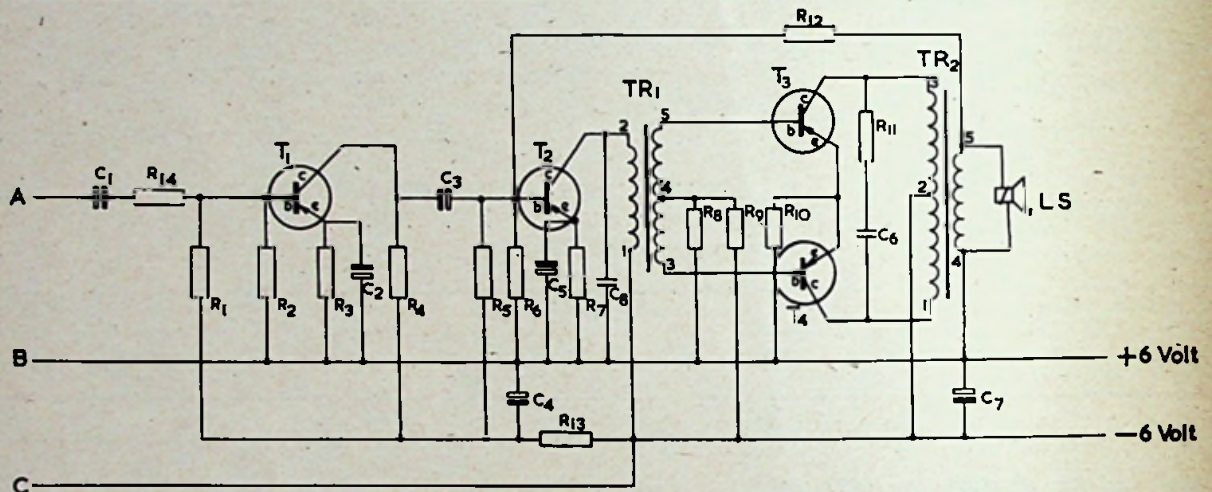 R12
T3
TR2
3
TR1
c
b e
5
R11
5
T1
T2
2
C1
R14
c
C3
c
4
2
LS
A
b e
b e
R8
R9
R10
C6
1
3
e
b c
4
R1
R2
R3
C2
R4
R5
R6
C5
R7
C8
T4
1
B
+6 Volt
C4
C7
R13
-6 Volt
C